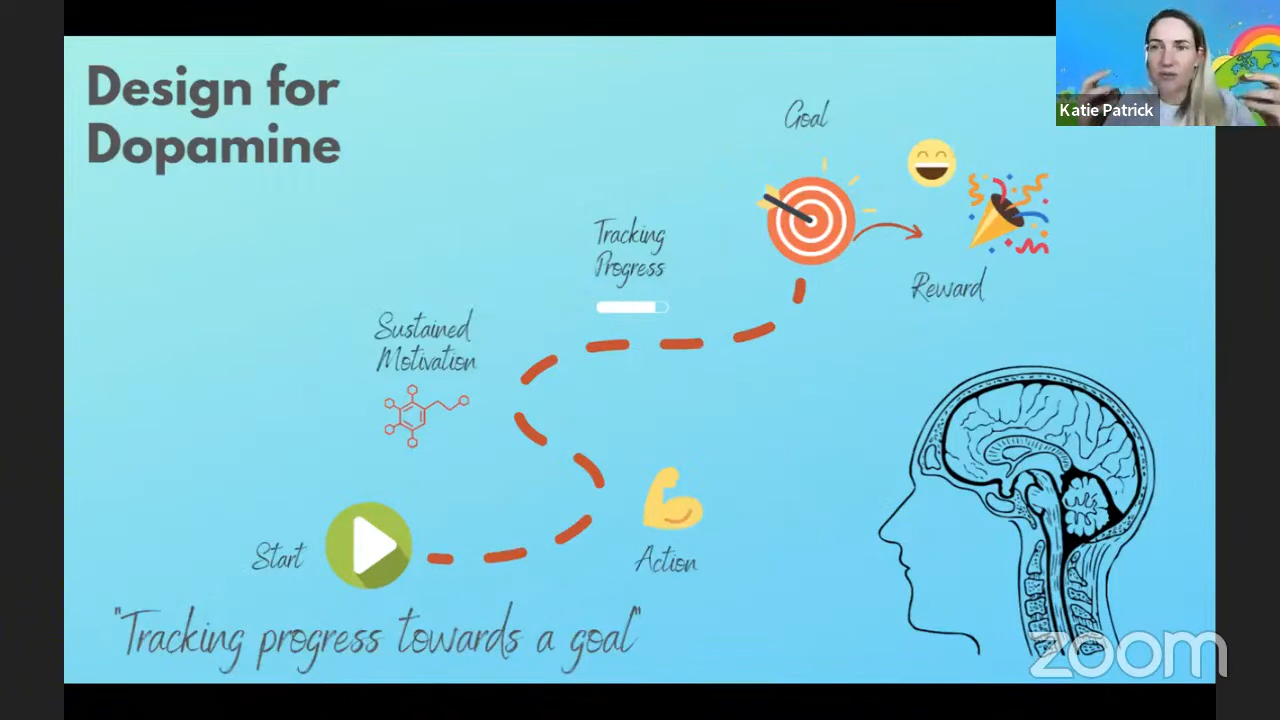 Design for
Dopamine
Katie Patrick
Goal
Tracking
Progress
Reward
Sustained
Motivation
Start
Action
"Tracking progress towards a goal"
zoom